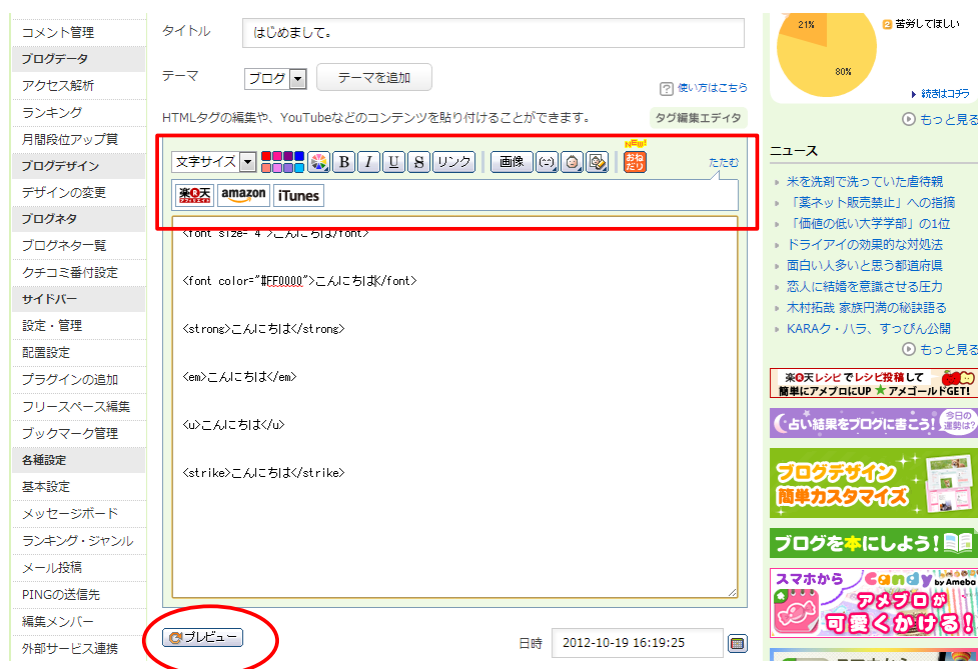 コメント管理
ブログデータ
アクセス解析
ランキング
月間段位アップ賞
ブログデザイン
デザインの変更
ブログネタ
ブログネタ一覧
クチコミ番付設定
サイドバー
設定・管理
配置設定
プラグインの追加
フリースペース編集
ブックマーク管理
各種設定
基本設定
メッセージボード
ランキング・ジャンル
メール投稿
PINGの送信先
編集メンバー
外部サービス連携
タイトル はじめまして。
テーマ ブログ テーマを追加
? 使い方はこちら
HTMLタグの編集や、YouTubeなどのコンテンツを貼り付けることができます。 タグ編集エディタ
文字サイズ B I U S リンク 画像 NEW! おねだり たたむ
楽天 amazon iTunes
<font size="4">こんにちは/font>
<font color="#FF0000">こんにちは</font>
<strong>こんにちは</strong>
<em>こんにちは</em>
<u>こんにちは</u>
<strike>こんにちは</strike>
プレビュー
日時 2012-10-19 16:19:25
21%
80%
2 苦労してほしい
続きはコチラ
もっと見る
ニュース
米を洗剤で洗っていた虐待親
「薬ネット販売禁止」への指摘
「価値の低い大学学部」の1位
ドライアイの効果的な対処法
面白い人多いと思う都道府県
恋人に結婚を意識させる圧力
木村拓哉 家族円満の秘訣語る
KARAク・ハラ、すっぴん公開
もっと見る
楽天レシピでレシピ投稿して
簡単にアメブロにUP★アメゴールドGET!
占い結果をブログに書こう! 今日の運勢は?
ブログデザイン
簡単カスタマイズ
ブログを本にしよう!
スマホから Candy by Ameba
アメブロが
可愛くかける!